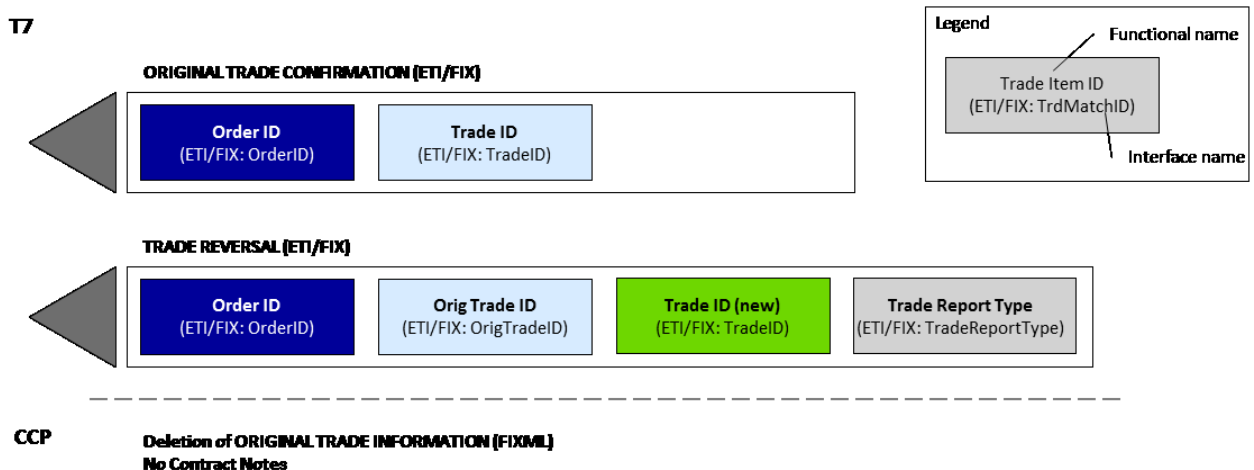 T7
Legend
Functional name
Trade Item ID
(ETI/FIX: TrdMatchID)
Interface name
ORIGINAL TRADE CONFIRMATION (ETI/FIX)
Order ID
(ETI/FIX: OrderID)
Trade ID
(ETI/FIX: TradeID)
TRADE REVERSAL (ETI/FIX)
Order ID
(ETI/FIX: OrderID)
Orig Trade ID
(ETI/FIX: OrigTradeID)
Trade ID (new)
(ETI/FIX: TradeID)
Trade Report Type
(ETI/FIX: TradeReportType)
CCP
Deletion of ORIGINAL TRADE INFORMATION (FIXML)
No Contract Notes